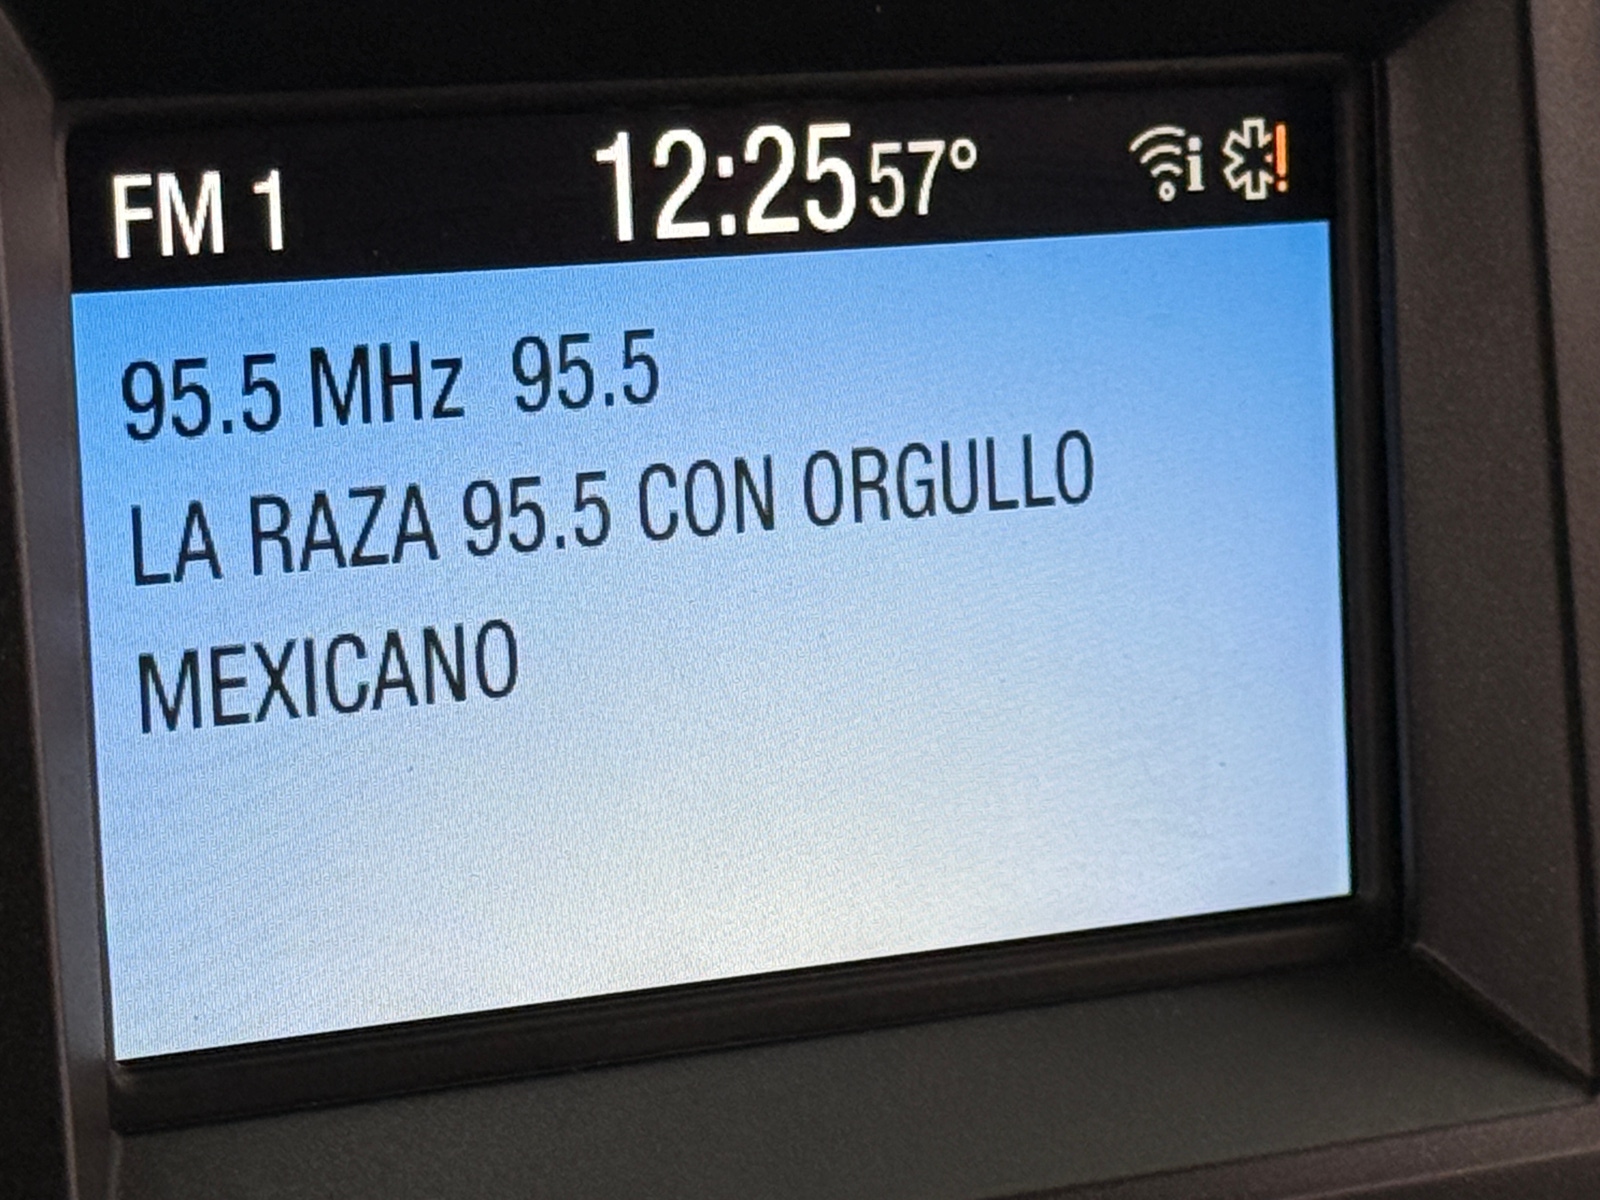 FM 1 12:25 57°
95.5 MHz 95.5
LA RAZA 95.5 CON ORGULLO
MEXICANO